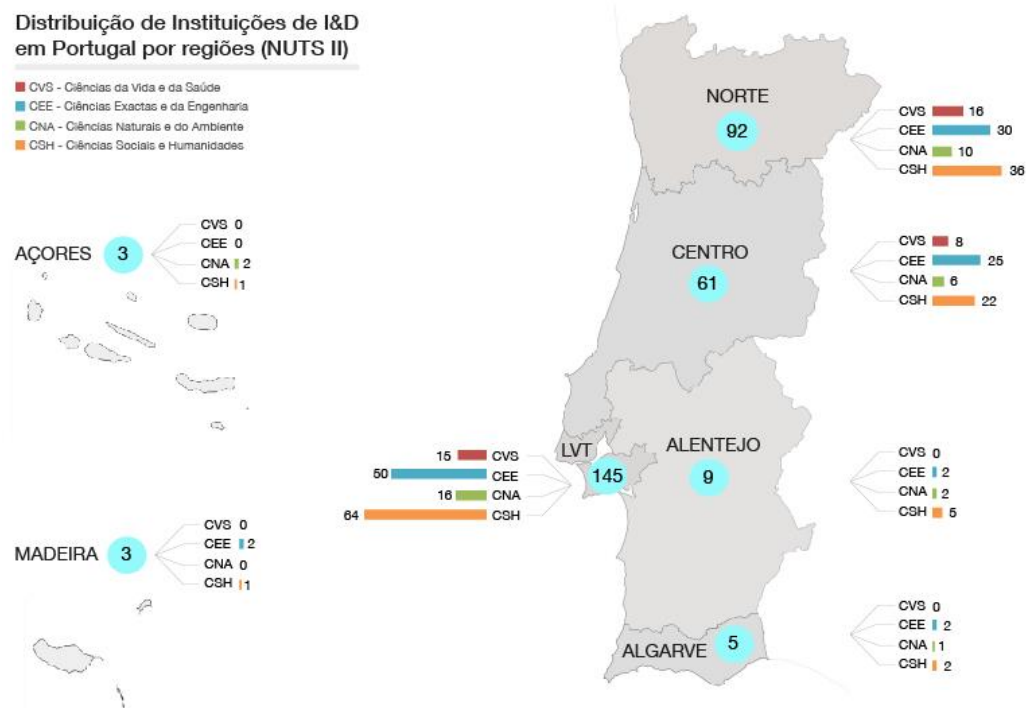 Distribuição de Instituições de I&D
em Portugal por regiões (NUTS II)
CVS - Ciências da Vida e da Saúde
CEE - Ciências Exactas e da Engenharia
CNA - Ciências Naturais e do Ambiente
CSH - Ciências Sociais e Humanidades
NORTE
92
CVS 16
CEE 30
CNA 10
CSH 36
AÇORES 3
CVS 0
CEE 0
CNA 2
CSH 1
CENTRO
61
CVS 8
CEE 25
CNA 6
CSH 22
LVT
145
15 CVS
50 CEE
16 CNA
64 CSH
ALENTEJO
9
CVS 0
CEE 2
CNA 2
CSH 5
MADEIRA 3
CVS 0
CEE 2
CNA 0
CSH 1
ALGARVE 5
CVS 0
CEE 2
CNA 1
CSH 2